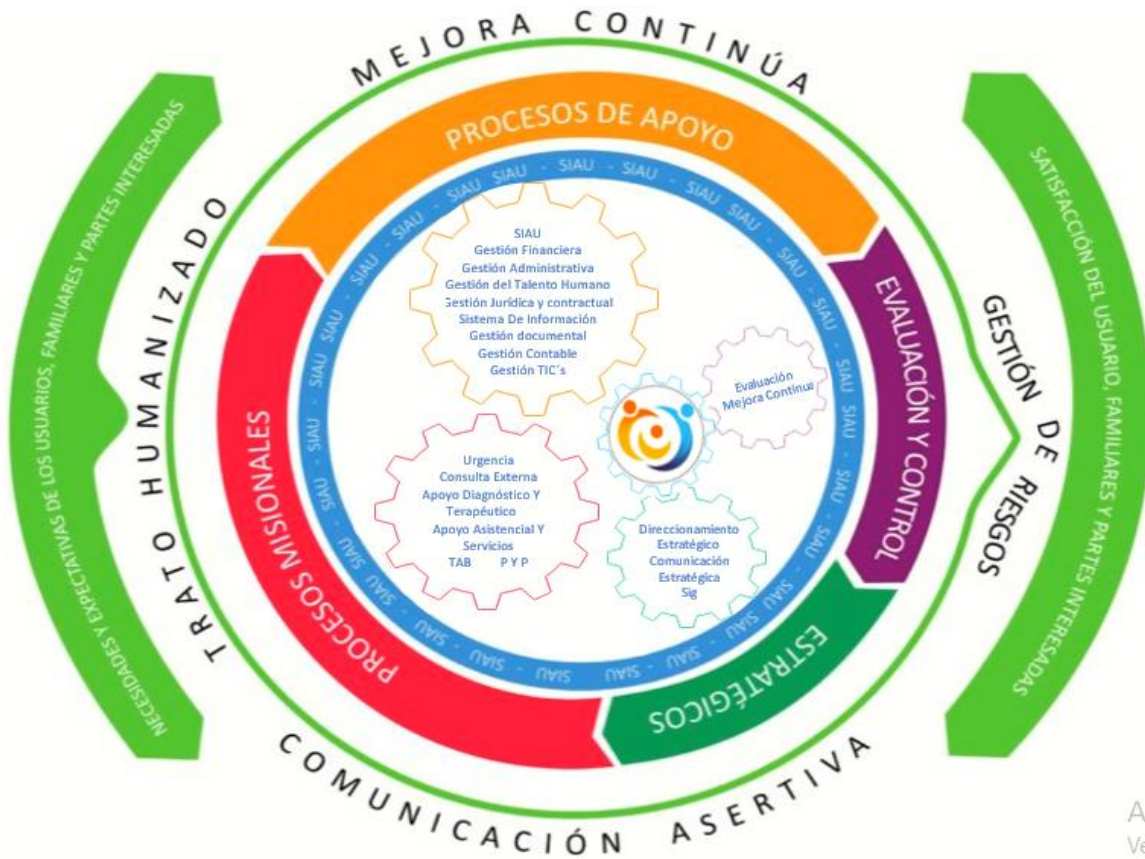 MEJORA CONTINÚA
NECESIDADES Y EXPECTATIVAS DE LOS USUARIOS, FAMILIARES Y PARTES INTERESADAS
TRATO HUMANIZADO
PROCESOS DE APOYO
SIAU - SIAU - SIAU - SIAU - SIAU - SIAU - SIAU
SIAU
Gestión Financiera
Gestión Administrativa
Gestión del Talento Humano
Gestión Jurídica y contractual
Sistema De Información
Gestión documental
Gestión Contable
Gestión TIC´s
Evaluación
Mejora Continua
Urgencia
Consulta Externa
Apoyo Diagnóstico Y
Terapéutico
Apoyo Asistencial Y
Servicios
TAB P Y P
Direccionamiento
Estratégico
Comunicación
Estratégica
Sig
PROCESOS MISIONALES
EVALUACIÓN Y CONTROL
ESTRATÉGICOS
GESTIÓN DE RIESGOS
SATISFACCIÓN DEL USUARIO, FAMILIARES Y PARTES INTERESADAS
COMUNICACIÓN ASERTIVA